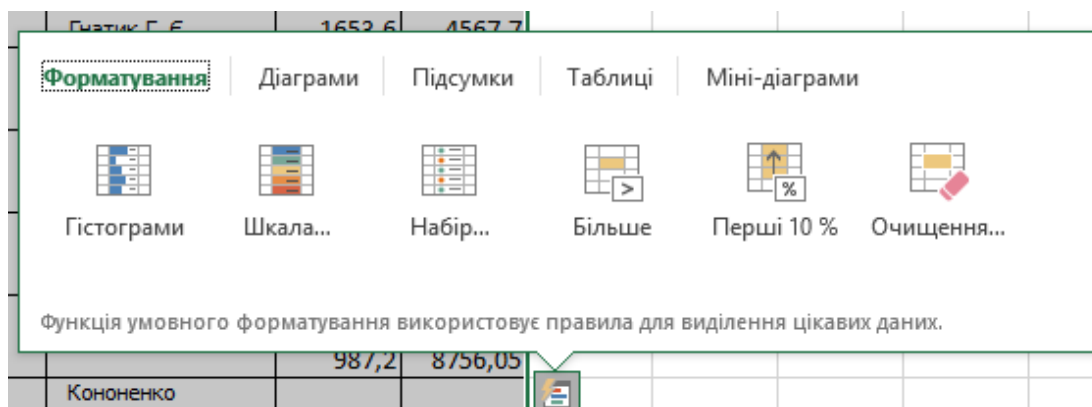 Гнатик Г. Є. 1653,6 4567,7
Форматування Діаграми Підсумки Таблиці Міні-діаграми
Гістограми Шкала... Набір... Більше Перші 10 % Очищення...
Функція умовного форматування використовує правила для виділення цікавих даних.
987,2 8756,05
Кононенко